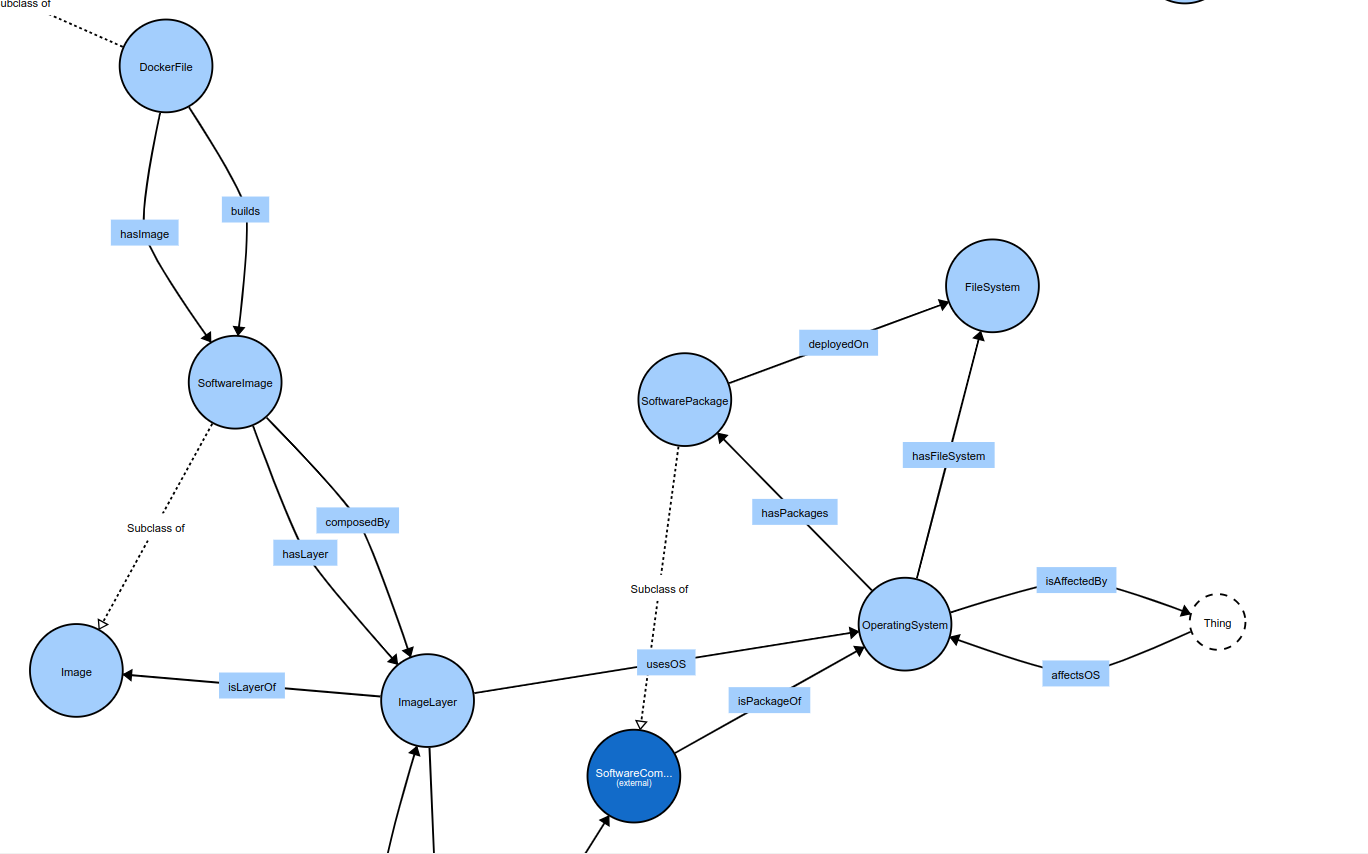 ubclass of
DockerFile
builds
hasImage
FileSystem
deployedOn
SoftwareImage
SoftwarePackage
hasFileSystem
hasPackages
composedBy
Subclass of
hasLayer
isAffectedBy
Subclass of
Thing
OperatingSystem
usesOS
Image
affectsOS
isLayerOf
isPackageOf
ImageLayer
SoftwareCom...
(external)